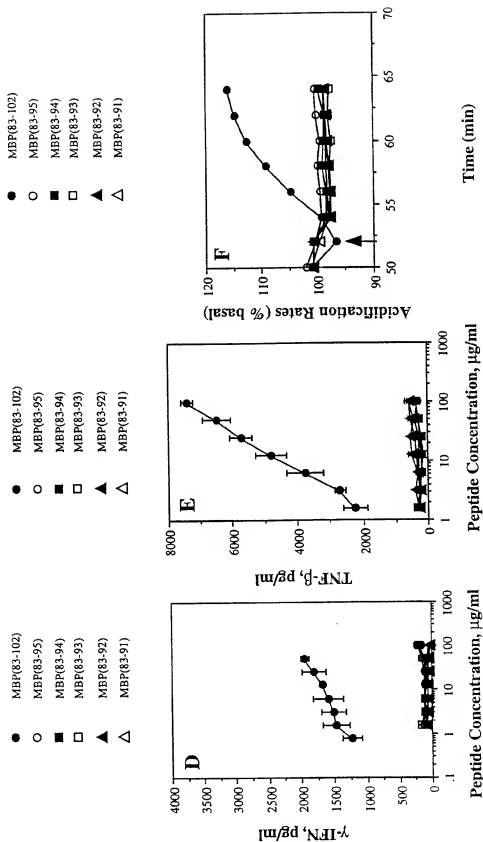 MBP(83-102)
MBP(83-95)
MBP(83-94)
MBP(83-93)
MBP(83-92)
MBP(83-91)
D
γ-IFN, pg/ml
4000
3500
3000
2500
2000
1500
1000
500
0
.1
1
10
100
1000
Peptide Concentration, μg/ml
MBP(83-102)
MBP(83-95)
MBP(83-94)
MBP(83-93)
MBP(83-92)
MBP(83-91)
E
TNF-β, pg/ml
8000
6000
4000
2000
0
1
10
100
1000
Peptide Concentration, μg/ml
MBP(83-102)
MBP(83-95)
MBP(83-94)
MBP(83-93)
MBP(83-92)
MBP(83-91)
F
Acidification Rates (% basal)
120
110
100
90
50
55
60
65
70
Time (min)